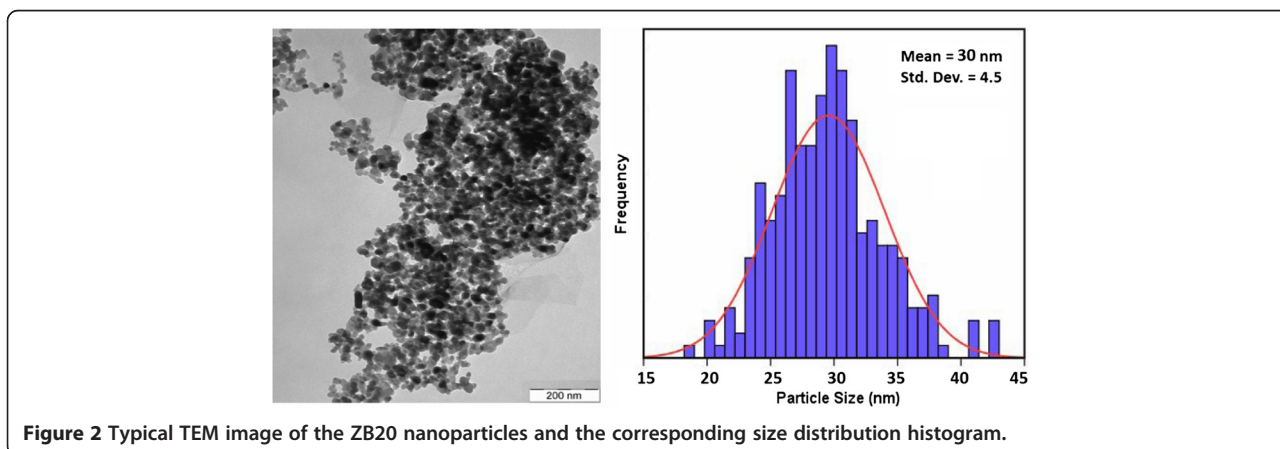 200 nm
Mean = 30 nm
Std. Dev. = 4.5
Frequency
15 20 25 30 35 40 45
Particle Size (nm)
Figure 2 Typical TEM image of the ZB20 nanoparticles and the corresponding size distribution histogram.